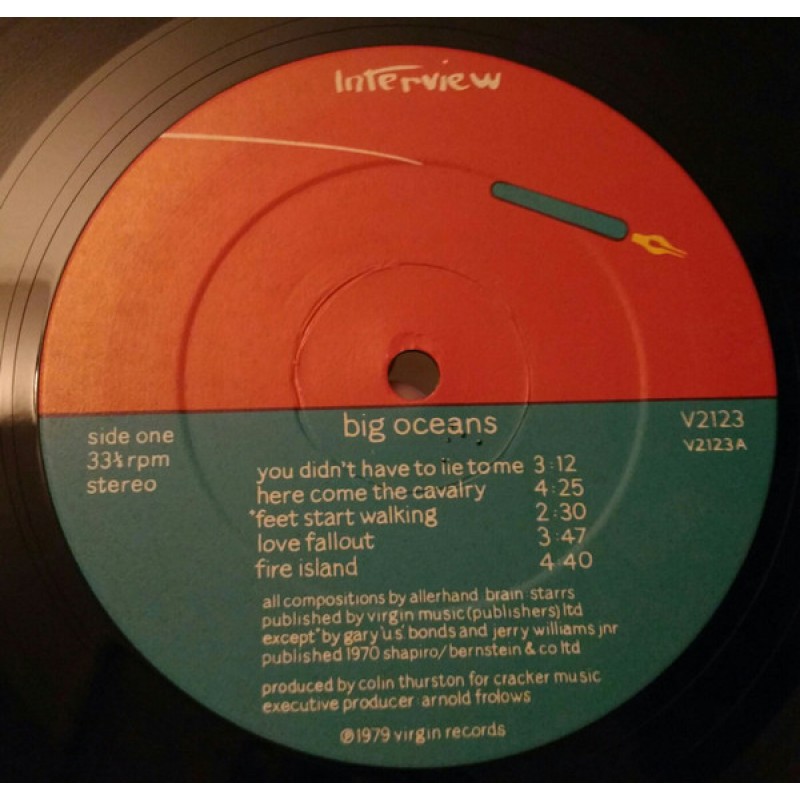 Interview
big oceans
V2123
V2123A
side one
33⅓ rpm
stereo
you didn't have to lie to me 3:12
here come the cavalry 4:25
*feet start walking 2:30
love fallout 3:47
fire island 4:40
all compositions by allerhand brain starrs
published by virgin music (publishers) ltd
except* by gary 'u s' bonds and jerry williams jnr
published 1970 shapiro/bernstein & co ltd
produced by colin thurston for cracker music
executive producer arnold frolows
℗1979 virgin records